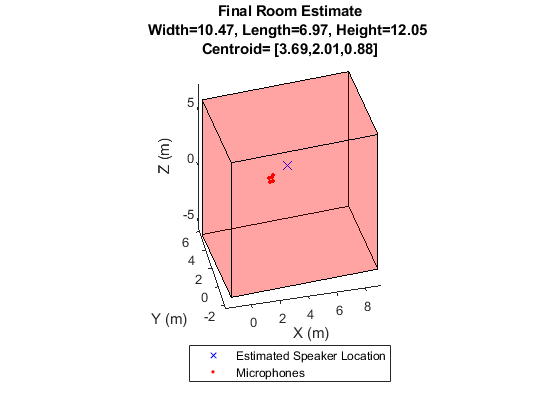 Final Room Estimate
Width=10.47, Length=6.97, Height=12.05
Centroid= [3.69,2.01,0.88]
5
0
-5
Z (m)
6
4
2
0
-2
Y (m)
0
2
4
6
8
X (m)
Estimated Speaker Location
Microphones